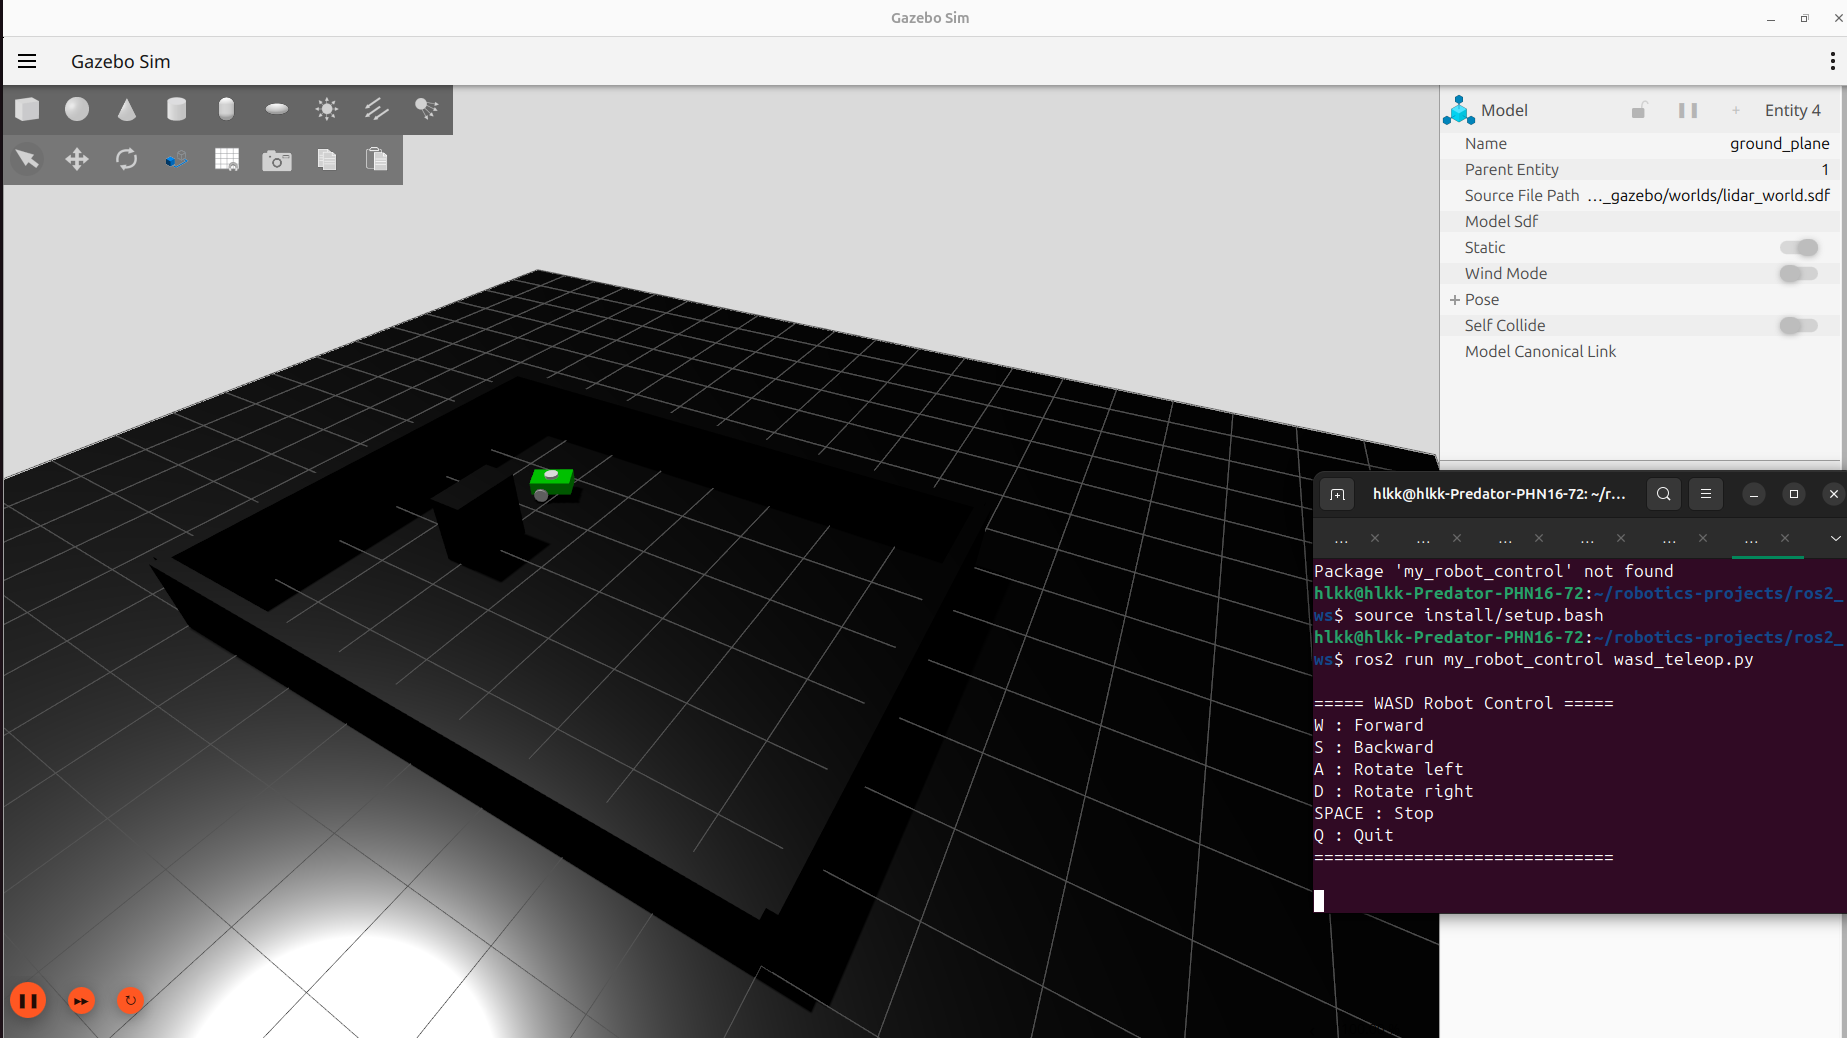 Gazebo Sim
Gazebo Sim
Model Entity 4
Name ground_plane
Parent Entity 1
Source File Path ..._gazebo/worlds/lidar_world.sdf
Model Sdf
Static
Wind Mode
+ Pose
Self Collide
Model Canonical Link
hlkk@hlkk-Predator-PHN16-72: ~/r...
... ... ... ... ... ...
Package 'my_robot_control' not found
hlkk@hlkk-Predator-PHN16-72:~/robotics-projects/ros2_
ws$ source install/setup.bash
hlkk@hlkk-Predator-PHN16-72:~/robotics-projects/ros2_
ws$ ros2 run my_robot_control wasd_teleop.py
===== WASD Robot Control =====
W : Forward
S : Backward
A : Rotate left
D : Rotate right
SPACE : Stop
Q : Quit
==============================